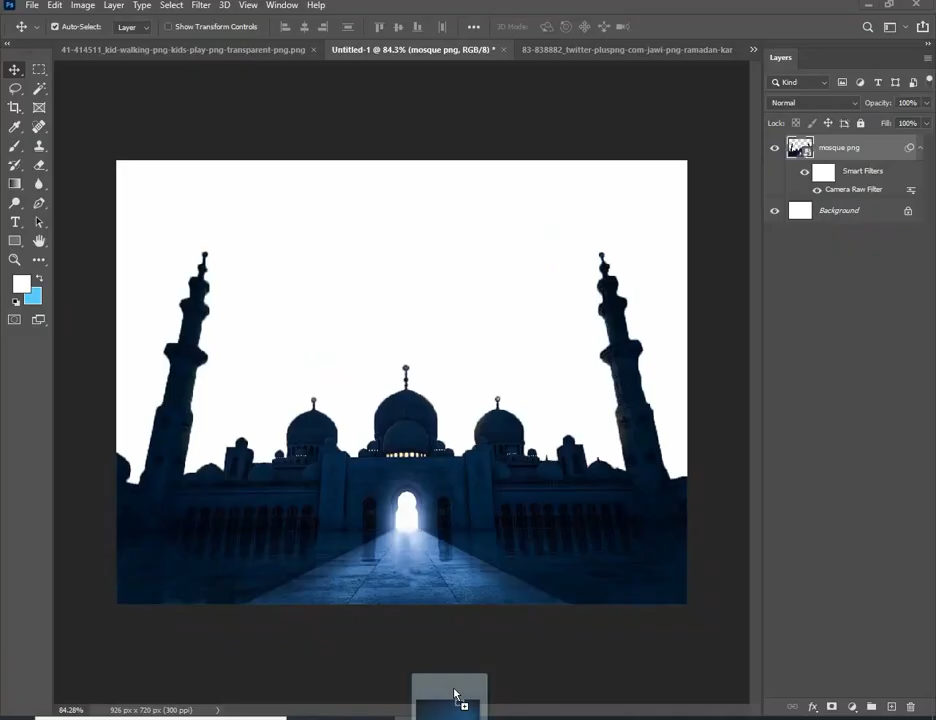 Ps File Edit Image Layer Type Select Filter 3D View Window Help
Auto-Select: Layer Show Transform Controls 3D Mode:
41-414511_kid-walking-png-kids-play-png-transparent-png.png × Untitled-1 @ 84.3% (mosque png, RGB/8) * × 83-838882_twitter-pluspng-com-jawi-png-ramadan-kar
Layers
Kind
Normal Opacity: 100%
Lock: Fill: 100%
mosque png
Smart Filters
Camera Raw Filter
Background
84.28% 926 px x 720 px (300 ppi)